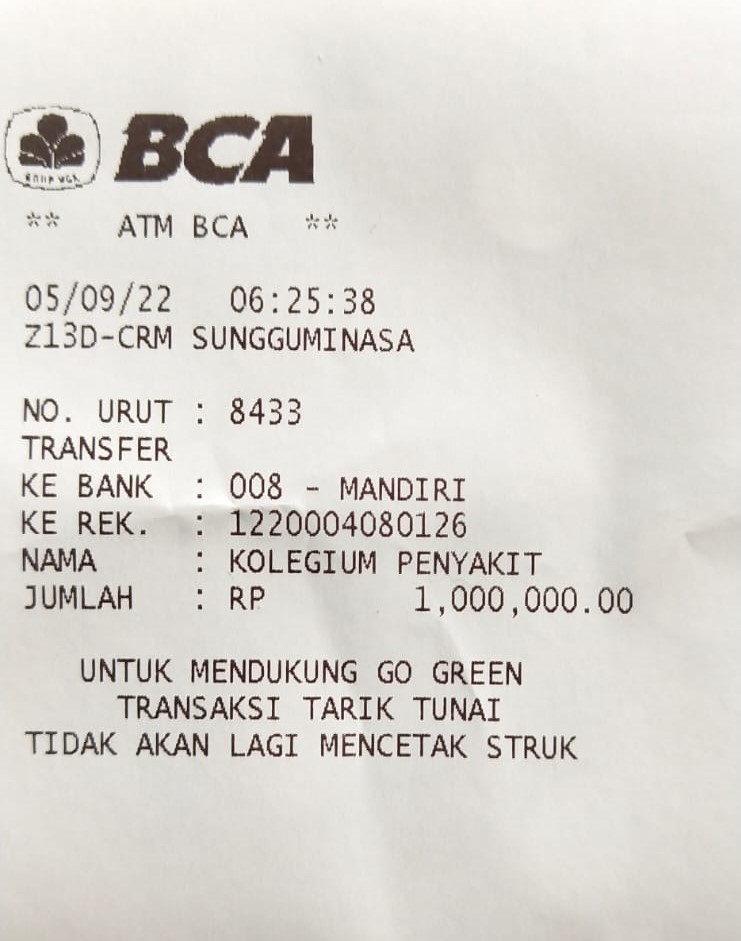 BCA
** ATM BCA **
05/09/22 06:25:38
Z13D-CRM SUNGGUMINASA
NO. URUT : 8433
TRANSFER
KE BANK : 008 - MANDIRI
KE REK. : 1220004080126
NAMA : KOLEGIUM PENYAKIT
JUMLAH : RP 1,000,000.00
UNTUK MENDUKUNG GO GREEN
TRANSAKSI TARIK TUNAI
TIDAK AKAN LAGI MENCETAK STRUK